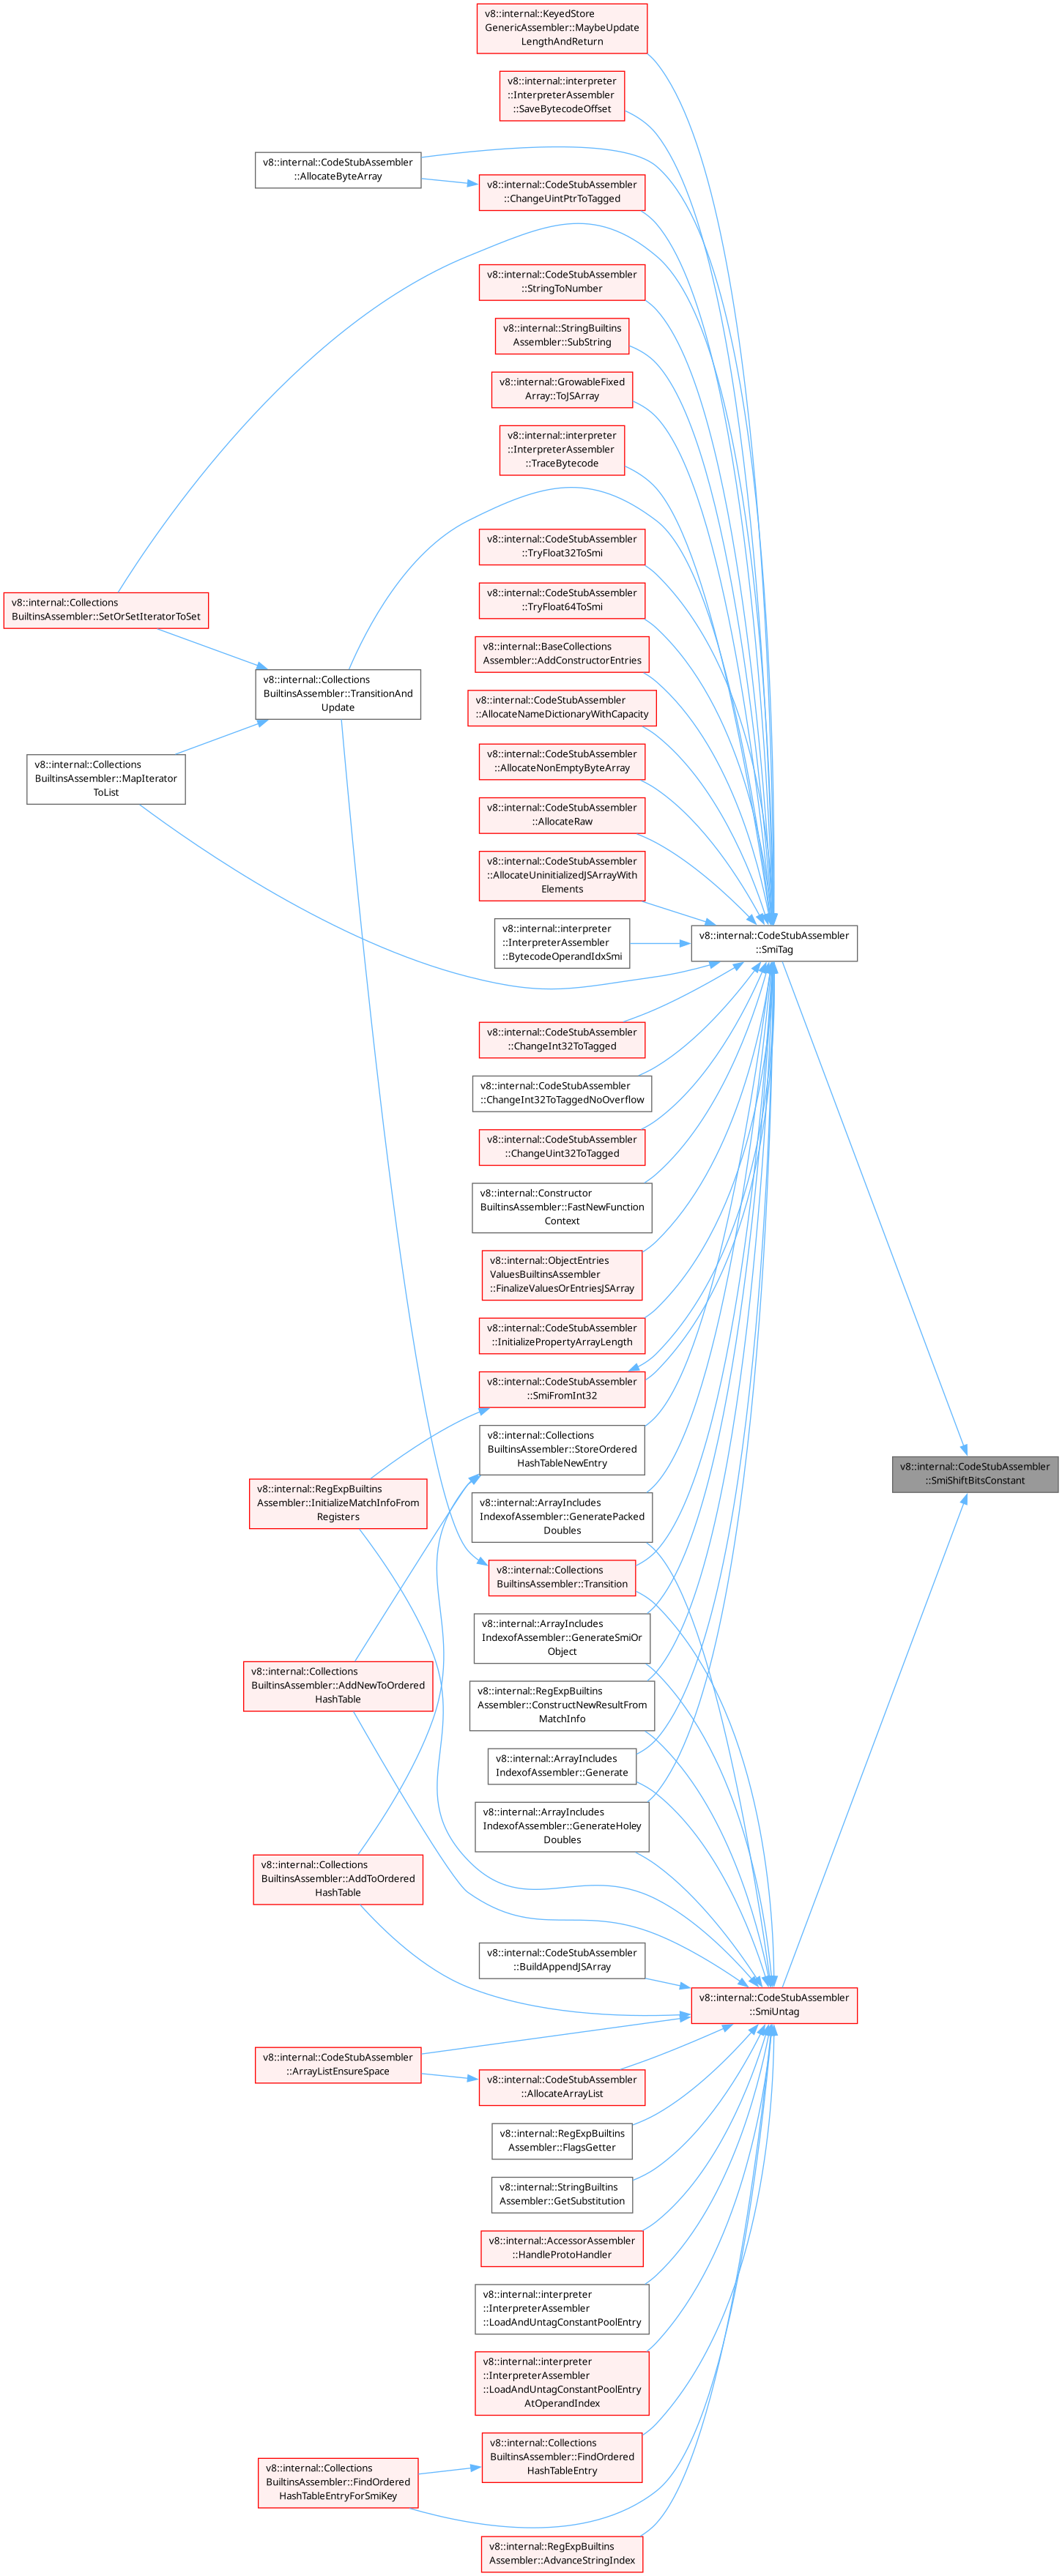 v8::internal::KeyedStore
GenericAssembler::MaybeUpdate
LengthAndReturn
v8::internal::interpreter
::InterpreterAssembler
::SaveBytecodeOffset
v8::internal::CodeStubAssembler
::AllocateByteArray
v8::internal::CodeStubAssembler
::ChangeUintPtrToTagged
v8::internal::CodeStubAssembler
::StringToNumber
v8::internal::StringBuiltins
Assembler::SubString
v8::internal::GrowableFixed
Array::ToJSArray
v8::internal::interpreter
::InterpreterAssembler
::TraceBytecode
v8::internal::CodeStubAssembler
::TryFloat32ToSmi
v8::internal::CodeStubAssembler
::TryFloat64ToSmi
v8::internal::Collections
BuiltinsAssembler::SetOrSetIteratorToSet
v8::internal::BaseCollections
Assembler::AddConstructorEntries
v8::internal::Collections
BuiltinsAssembler::TransitionAnd
Update
v8::internal::CodeStubAssembler
::AllocateNameDictionaryWithCapacity
v8::internal::Collections
BuiltinsAssembler::MapIterator
ToList
v8::internal::CodeStubAssembler
::AllocateNonEmptyByteArray
v8::internal::CodeStubAssembler
::AllocateRaw
v8::internal::CodeStubAssembler
::AllocateUninitializedJSArrayWith
Elements
v8::internal::interpreter
::InterpreterAssembler
::BytecodeOperandIdxSmi
v8::internal::CodeStubAssembler
::SmiTag
v8::internal::CodeStubAssembler
::ChangeInt32ToTagged
v8::internal::CodeStubAssembler
::ChangeInt32ToTaggedNoOverflow
v8::internal::CodeStubAssembler
::ChangeUint32ToTagged
v8::internal::Constructor
BuiltinsAssembler::FastNewFunction
Context
v8::internal::ObjectEntries
ValuesBuiltinsAssembler
::FinalizeValuesOrEntriesJSArray
v8::internal::CodeStubAssembler
::InitializePropertyArrayLength
v8::internal::CodeStubAssembler
::SmiFromInt32
v8::internal::Collections
BuiltinsAssembler::StoreOrdered
HashTableNewEntry
v8::internal::CodeStubAssembler
::SmiShiftBitsConstant
v8::internal::RegExpBuiltins
Assembler::InitializeMatchInfoFrom
Registers
v8::internal::ArrayIncludes
IndexofAssembler::GeneratePacked
Doubles
v8::internal::Collections
BuiltinsAssembler::Transition
v8::internal::ArrayIncludes
IndexofAssembler::GenerateSmiOr
Object
v8::internal::Collections
BuiltinsAssembler::AddNewToOrdered
HashTable
v8::internal::RegExpBuiltins
Assembler::ConstructNewResultFrom
MatchInfo
v8::internal::ArrayIncludes
IndexofAssembler::Generate
v8::internal::ArrayIncludes
IndexofAssembler::GenerateHoley
Doubles
v8::internal::Collections
BuiltinsAssembler::AddToOrdered
HashTable
v8::internal::CodeStubAssembler
::BuildAppendJSArray
v8::internal::CodeStubAssembler
::SmiUntag
v8::internal::CodeStubAssembler
::ArrayListEnsureSpace
v8::internal::CodeStubAssembler
::AllocateArrayList
v8::internal::RegExpBuiltins
Assembler::FlagsGetter
v8::internal::StringBuiltins
Assembler::GetSubstitution
v8::internal::AccessorAssembler
::HandleProtoHandler
v8::internal::interpreter
::InterpreterAssembler
::LoadAndUntagConstantPoolEntry
v8::internal::interpreter
::InterpreterAssembler
::LoadAndUntagConstantPoolEntry
AtOperandIndex
v8::internal::Collections
BuiltinsAssembler::FindOrdered
HashTableEntry
v8::internal::Collections
BuiltinsAssembler::FindOrdered
HashTableEntryForSmiKey
v8::internal::RegExpBuiltins
Assembler::AdvanceStringIndex